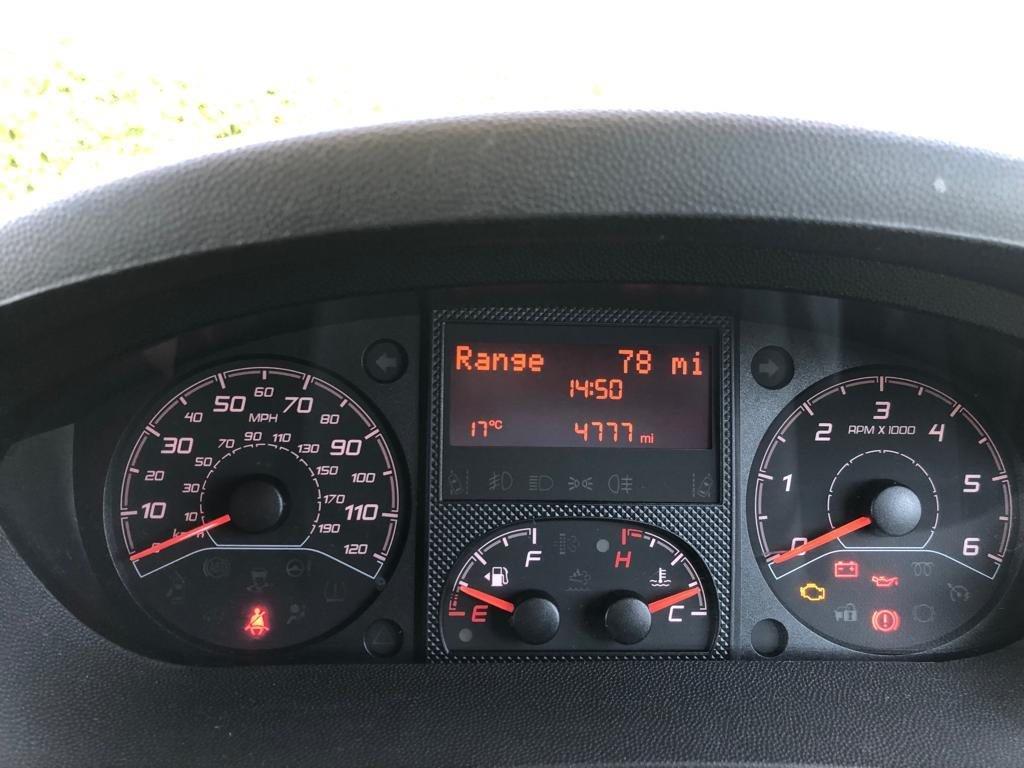 Range 78 mi
14:50
17°C 4777 mi
0 10 20 30 40 50 60 70 80 90 100 110 120
MPH
10 30 50 70 90 110 130 150 170 190
km/h
F
E
H
C
0 1 2 3 4 5 6
RPM X 1000